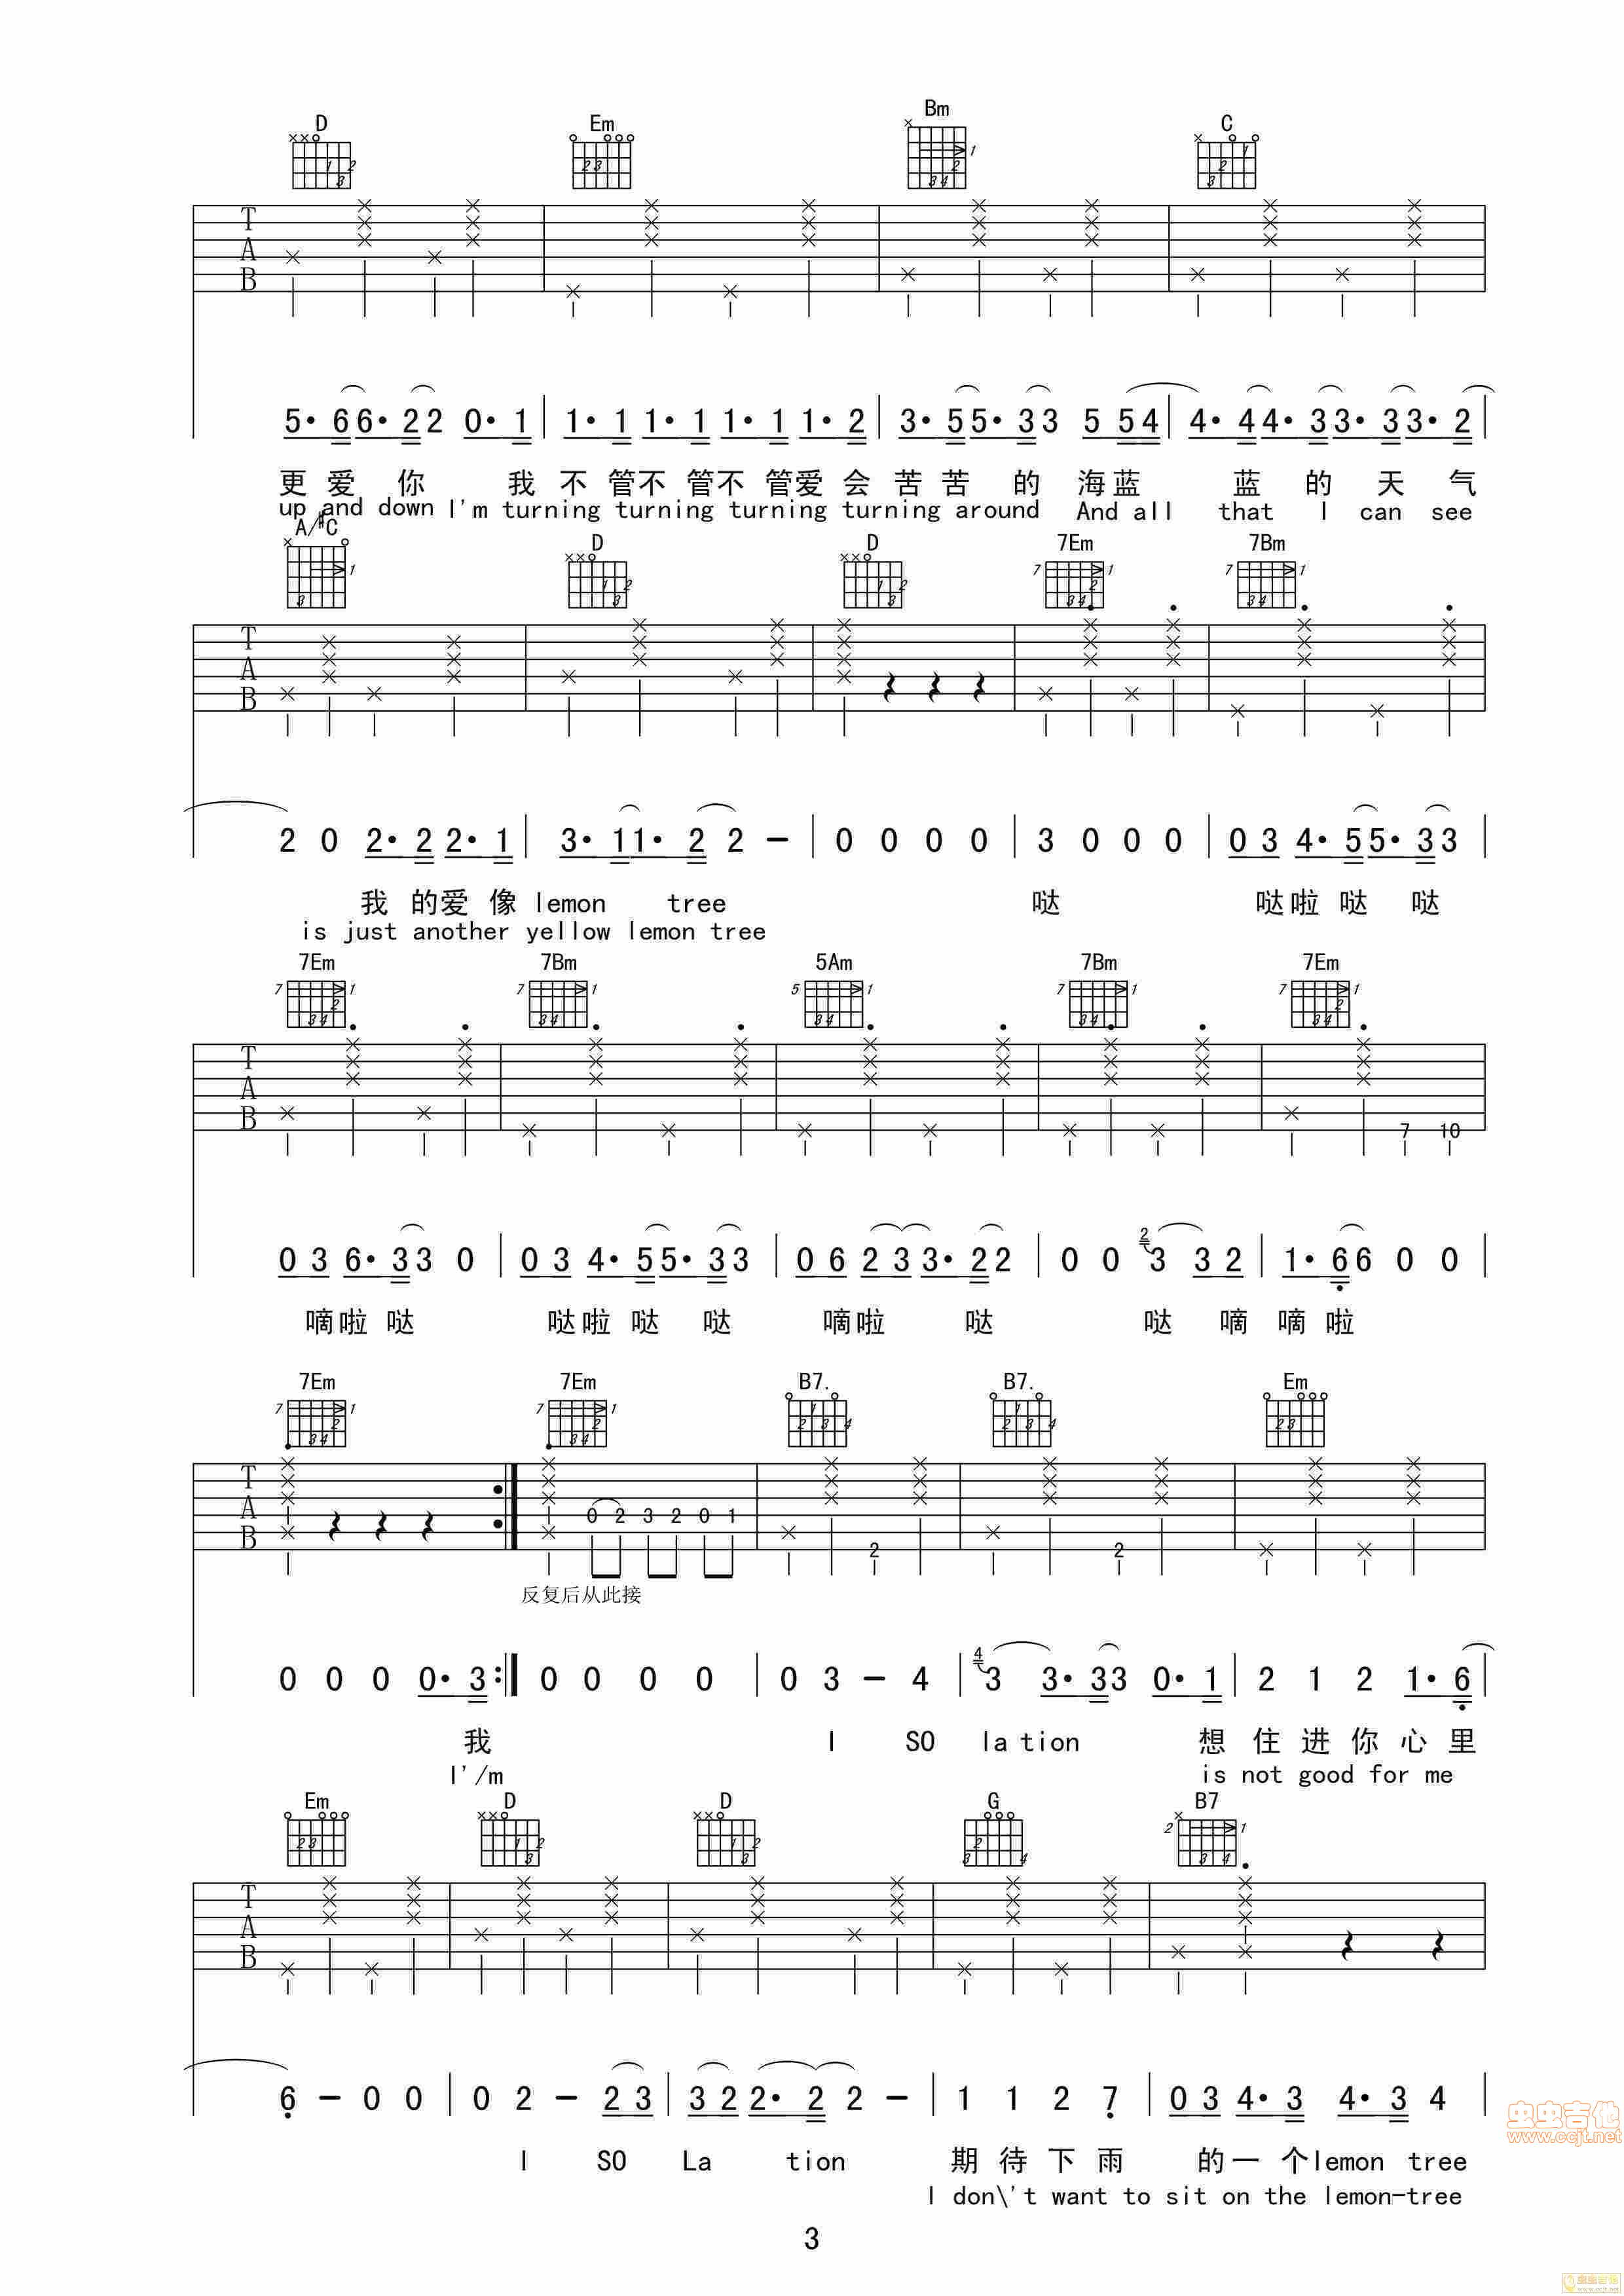 D Em Bm C
T A B
5· 6 6· 2 2 0· 1 | 1· 1 1· 1 1· 1 1· 2 | 3· 5 5· 3 3 5 5 4 | 4· 4 4· 3 3· 3 3· 2 |
更 爱 你 我 不 管不 管不 管爱 会 苦 苦 的 海蓝 蓝 的 天 气
up and down I'm turning turning turning turning around And all that I can see
A/#C D D 7Em 7Bm
T A B
2 0 2· 2 2· 1 | 3· 1 1· 2 2 - | 0 0 0 0 | 3 0 0 0 | 0 3 4· 5 5· 3 3 |
我 的爱 像 lemon tree 哒 哒啦 哒 哒
is just another yellow lemon tree
7Em 7Bm 5Am 7Bm 7Em
T A B 7 10
0 3 6· 3 3 0 | 0 3 4· 5 5· 3 3 | 0 6 2 3 3· 2 2 | 0 0 2 3 3 2 | 1· 6 6 0 0 |
嘀啦 哒 哒啦 哒 哒 嘀啦 哒 哒 嘀 嘀 啦
7Em 7Em B7. B7. Em
T A B 0 2 3 2 0 1 2 2
反复后从此接
0 0 0 0· 3 :| 0 0 0 0 | 0 3 - 4 | 4 3 3· 3 3 0· 1 | 2 1 2 1· 6 |
我 I SO la tion 想 住 进 你 心 里
I'/m is not good for me
Em D D G B7
T A B
6 - 0 0 | 0 2 - 2 3 | 3 2 2· 2 2 - | 1 1 2 7 | 0 3 4· 3 4· 3 4
I SO La tion 期 待 下 雨 的一 个lemon tree
I don\'t want to sit on the lemon-tree
虫虫吉他
www.ccjt.net
3